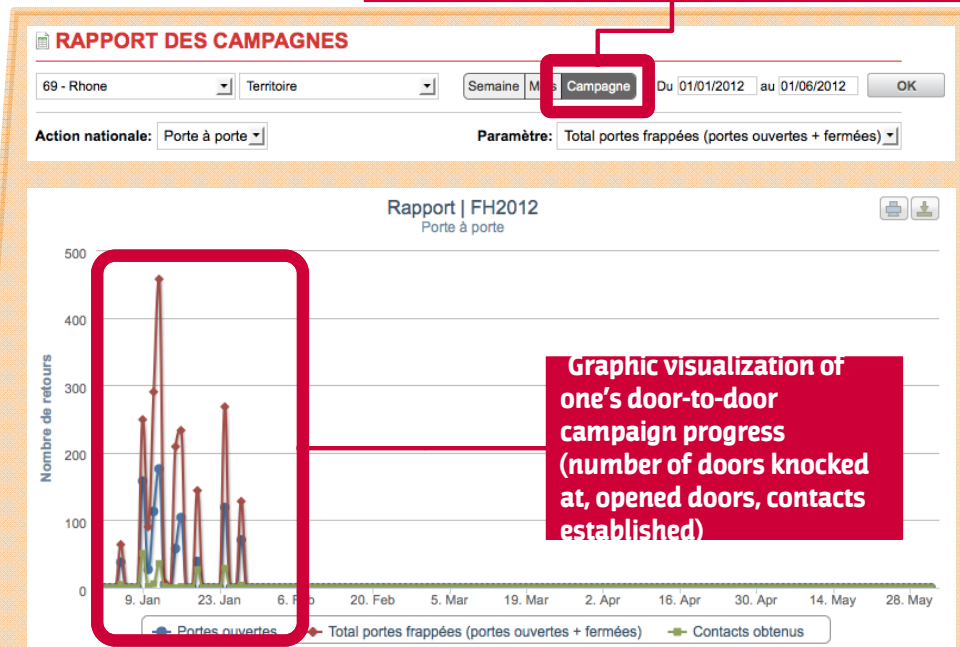 RAPPORT DES CAMPAGNES
69 - Rhone Territoire Semaine Campagne Du 01/01/2012 au 01/06/2012 OK
Action nationale: Porte à porte Paramètre: Total portes frappées (portes ouvertes + fermées)
Rapport | FH2012
Porte à porte
Nombre de retours
500
400
300
200
100
0
Graphic visualization of
one's door-to-door
campaign progress
(number of doors knocked
at, opened doors, contacts
established)
9. Jan 23. Jan 6. Feb 20. Feb 5. Mar 19. Mar 2. Apr 16. Apr 30. Apr 14. May 28. May
Portes ouvertes Total portes frappées (portes ouvertes + fermées) Contacts obtenus